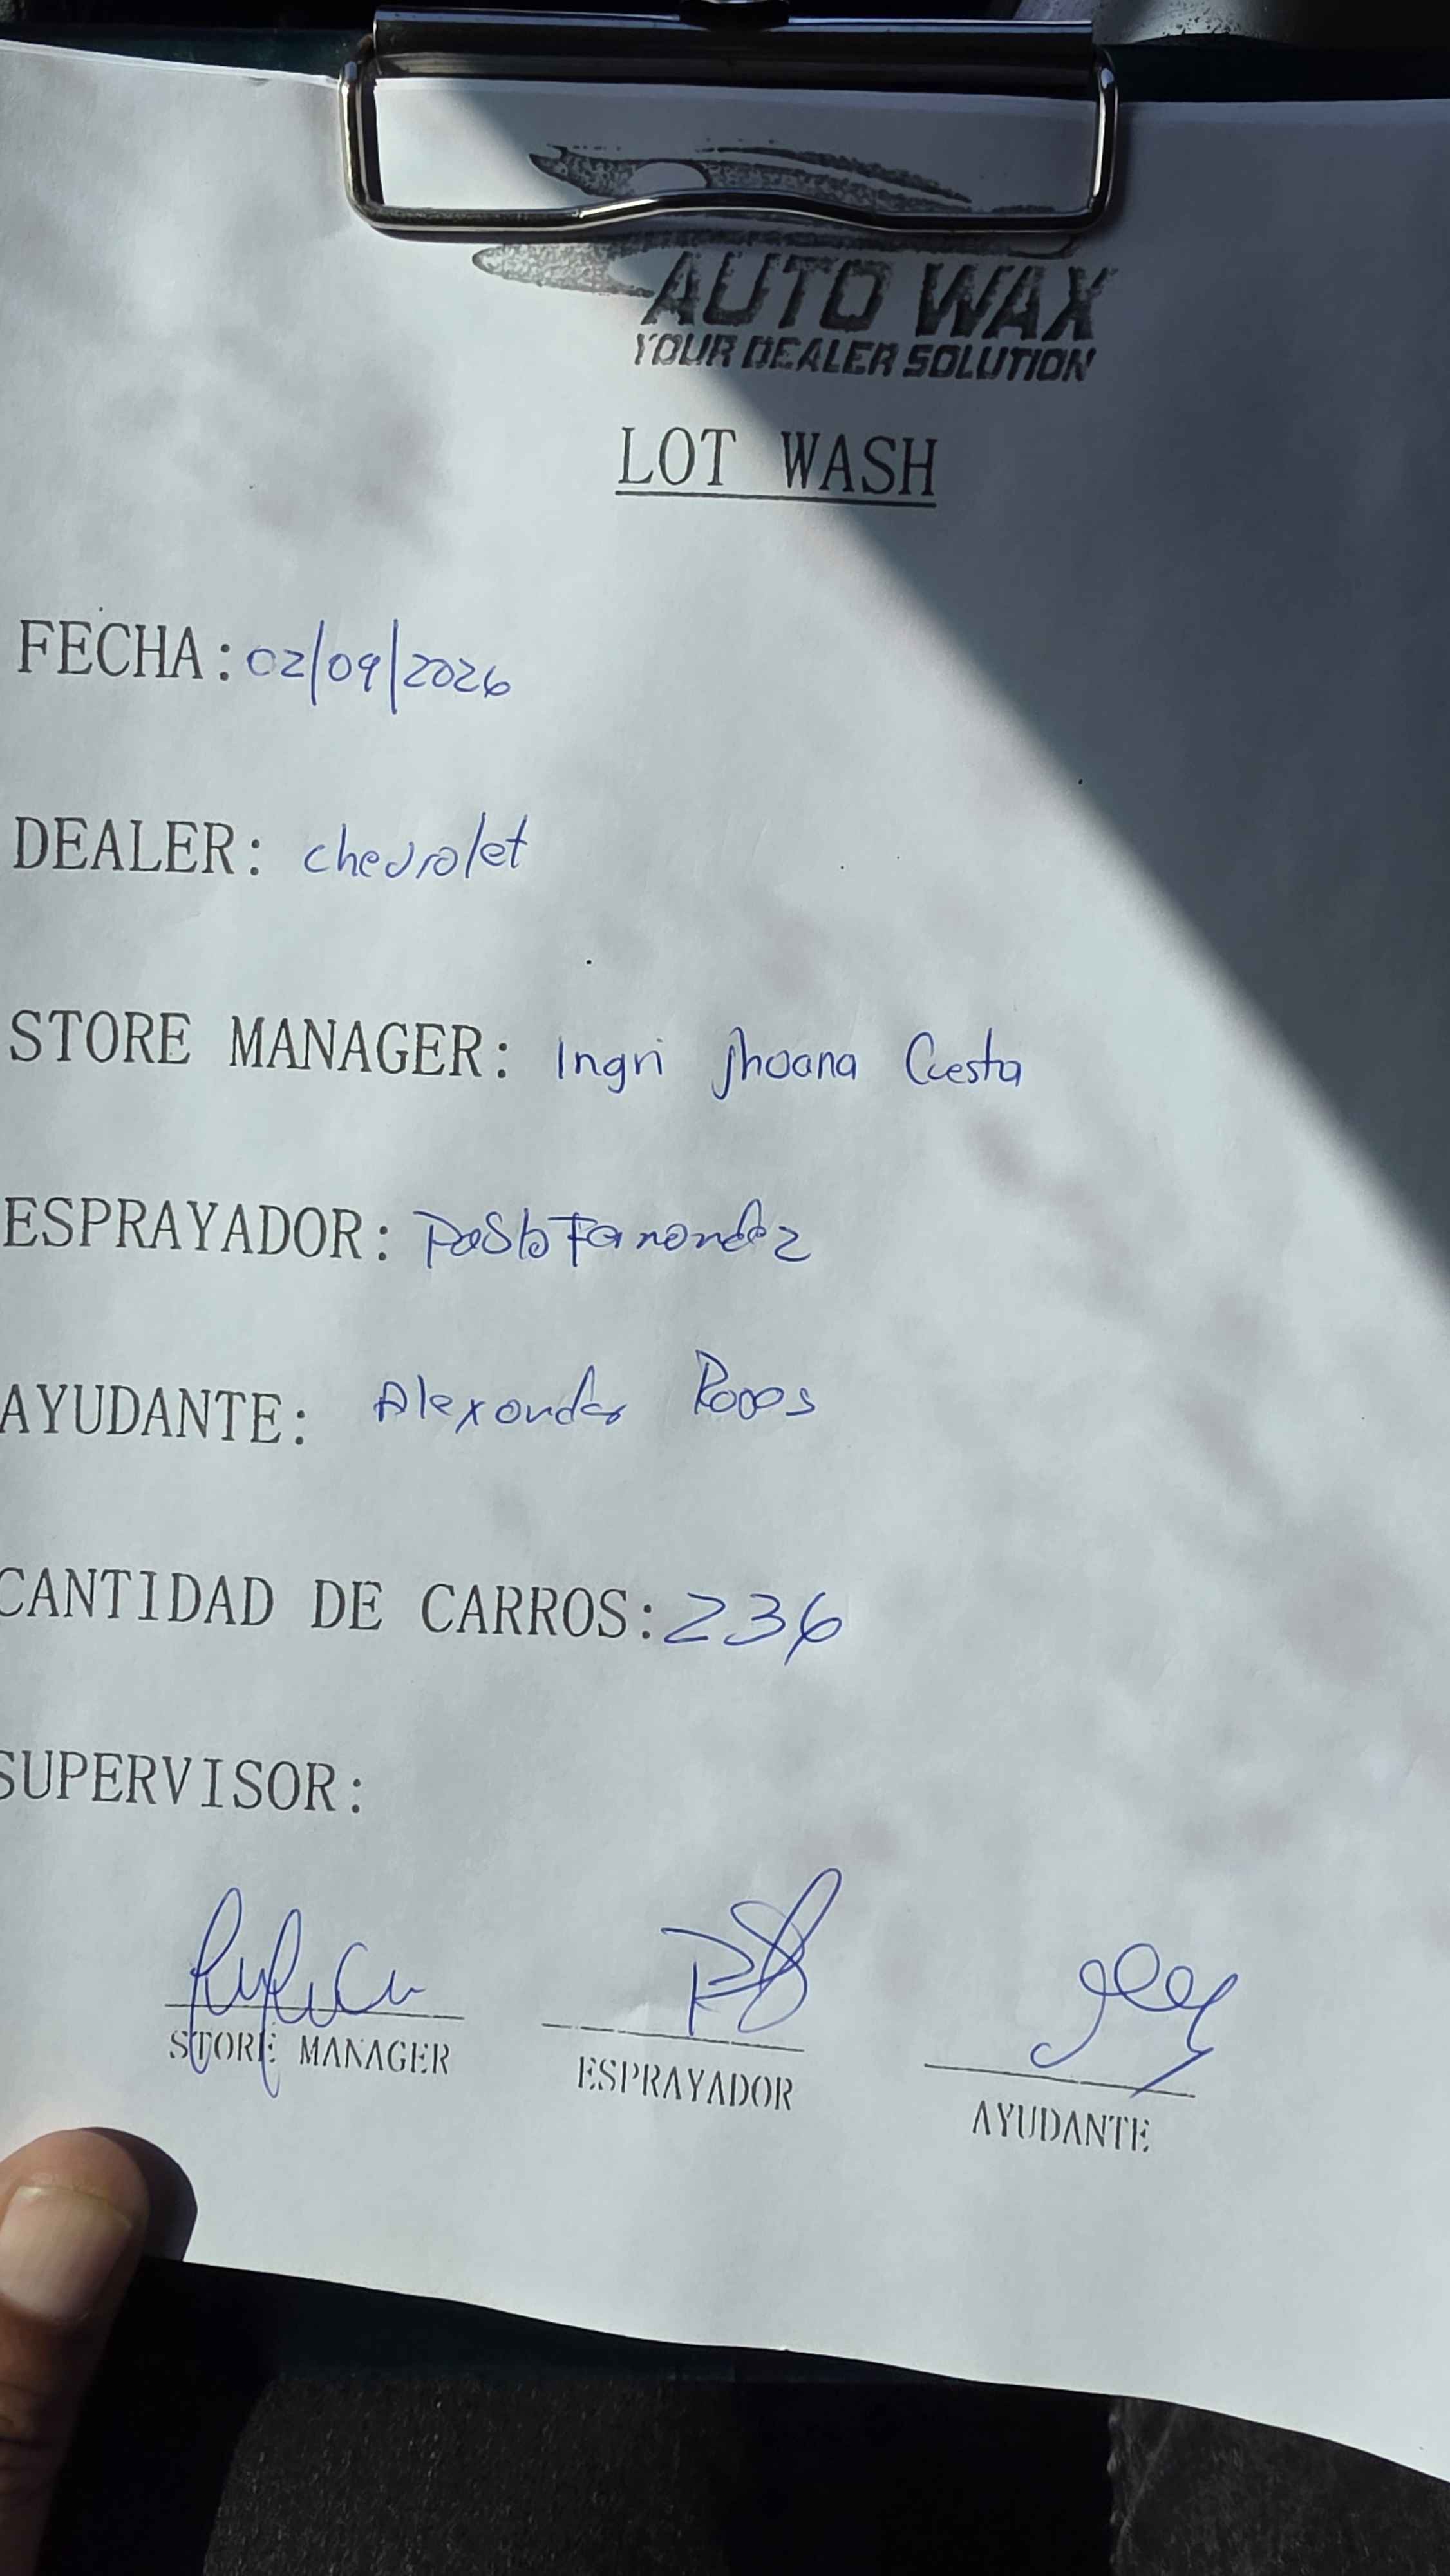 AUTO WAX
YOUR DEALER SOLUTION
LOT WASH
FECHA: 02/09/2026
DEALER: chevrolet
STORE MANAGER: Ingri jhoana Cuesta
ESPRAYADOR:
AYUDANTE: Alexander
CANTIDAD DE CARROS: 236
SUPERVISOR:
STORE MANAGER ESPRAYADOR AYUDANTE